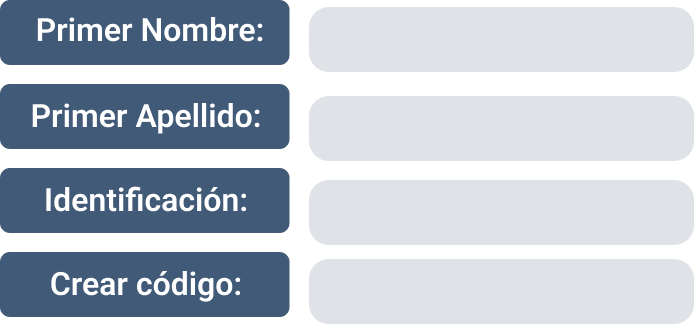 Primer Nombre:
Primer Apellido:
Identificación:
Crear código: